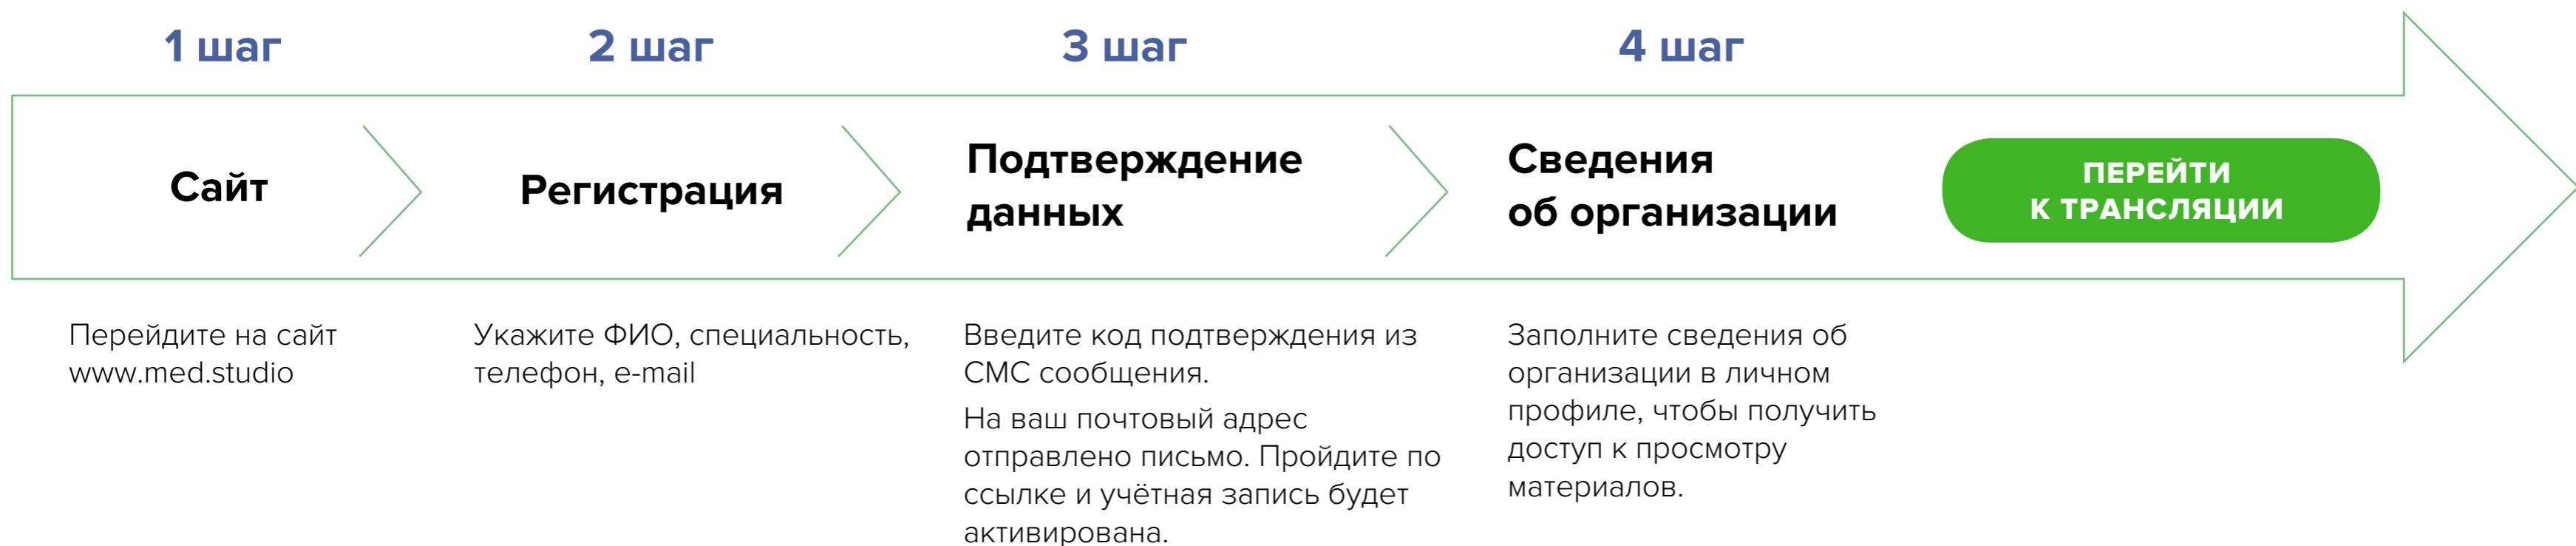 1 шаг
Сайт
Перейдите на сайт
www.med.studio
2 шаг
Регистрация
Укажите ФИО, специальность,
телефон, e-mail
3 шаг
Подтверждение
данных
Введите код подтверждения из
СМС сообщения.
На ваш почтовый адрес
отправлено письмо. Пройдите по
ссылке и учётная запись будет
активирована.
4 шаг
Сведения
об организации
Заполните сведения об
организации в личном
профиле, чтобы получить
доступ к просмотру
материалов.
ПЕРЕЙТИ
К ТРАНСЛЯЦИИ